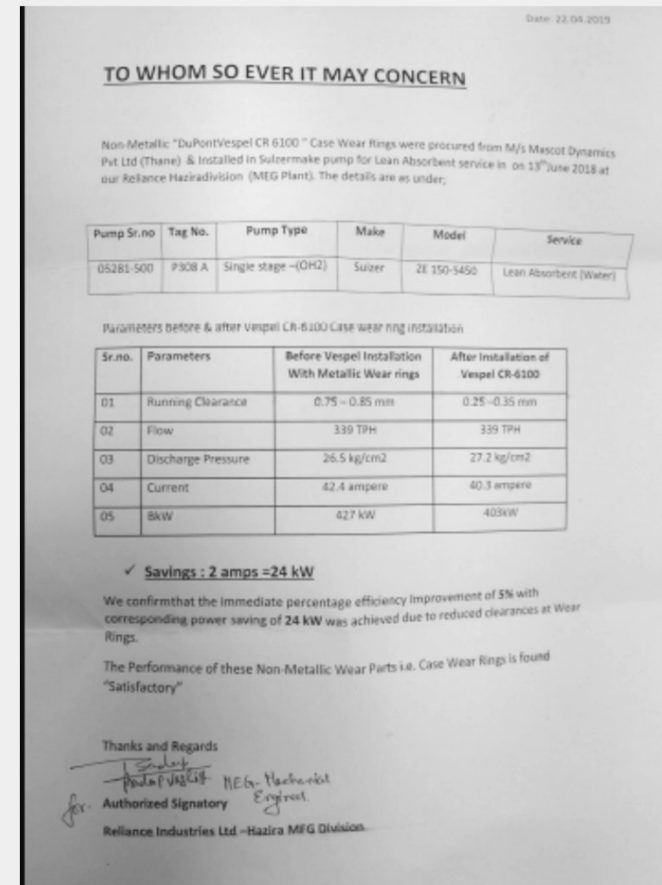 Date: 22.04.2019
TO WHOM SO EVER IT MAY CONCERN
Non-Metallic "DuPontVespel CR 6100 " Case Wear Rings were procured from M/s Mascot Dynamics
Pvt Ltd (Thane) & Installed in Sulzermake pump for Lean Absorbent service in on 13th June 2018 at
our Reliance Haziradivision (MEG Plant). The details are as under;
Pump Sr.no Tag No. Pump Type Make Model Service
05281-500 P308 A Single stage –(OH2) Sulzer ZE 150-5450 Lean Absorbent (Water)
Parameters before & after Vespel CR-6100 Case wear ring installation
Sr.no. Parameters Before Vespel Installation After Installation of
With Metallic Wear rings Vespel CR-6100
01 Running Clearance 0.75 – 0.85 mm 0.25 –0.35 mm
02 Flow 339 TPH 339 TPH
03 Discharge Pressure 26.5 kg/cm2 27.2 kg/cm2
04 Current 42.4 ampere 40.3 ampere
05 BkW 427 kW 403kW
✓ Savings : 2 amps =24 kW
We confirmthat the immediate percentage efficiency improvement of 5% with
corresponding power saving of 24 kW was achieved due to reduced clearances at Wear
Rings.
The Performance of these Non-Metallic Wear Parts i.e. Case Wear Rings is found
"Satisfactory"
Thanks and Regards
MEG- Mechanical
for. Authorized Signatory Engineer
Reliance Industries Ltd –Hazira MEG Division